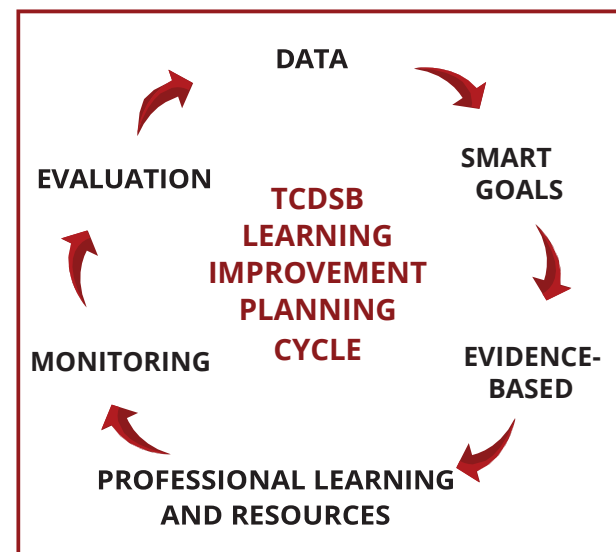 DATA
SMART
GOALS
EVIDENCE-
BASED
PROFESSIONAL LEARNING
AND RESOURCES
MONITORING
EVALUATION
TCDSB
LEARNING
IMPROVEMENT
PLANNING
CYCLE